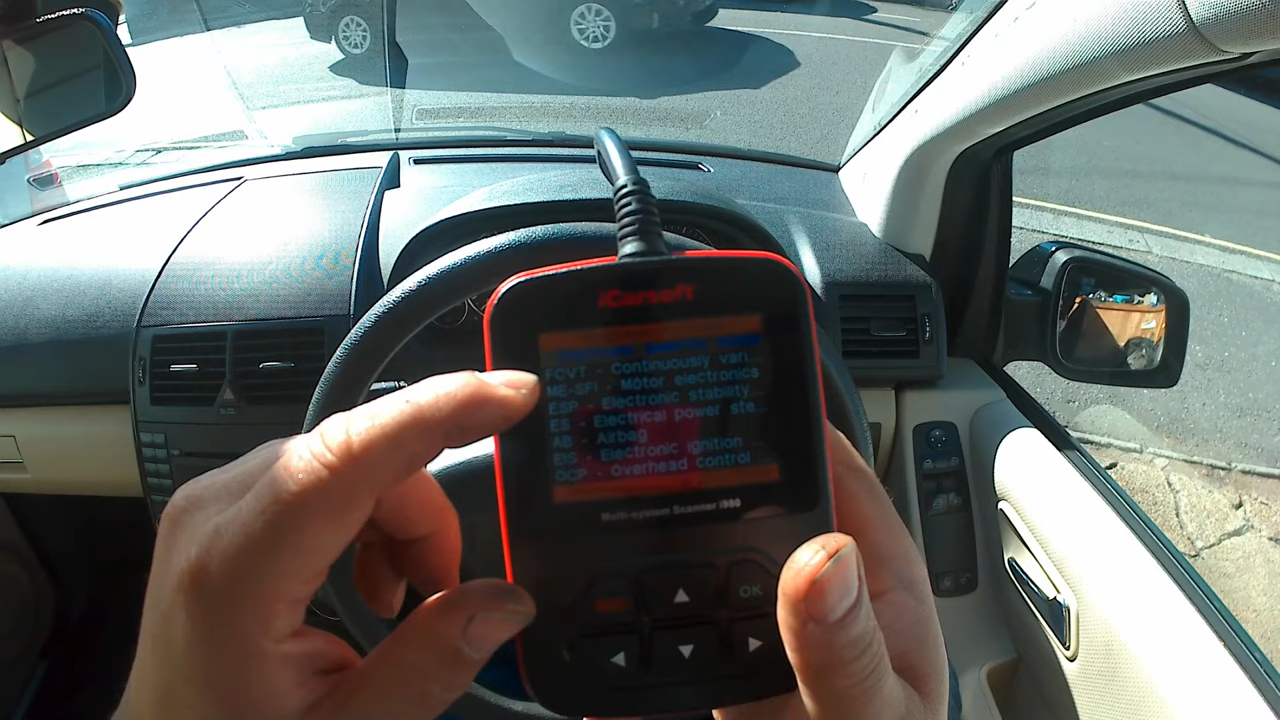 iCarsoft
FCVT - Continuously van
ME-SFI - Motor electronics
ESP - Electronic stability...
ES - Electrical power ste...
AB - Airbag
EIS - Electronic ignition
OCP - Overhead control
Multi-system Scanner i980
OK